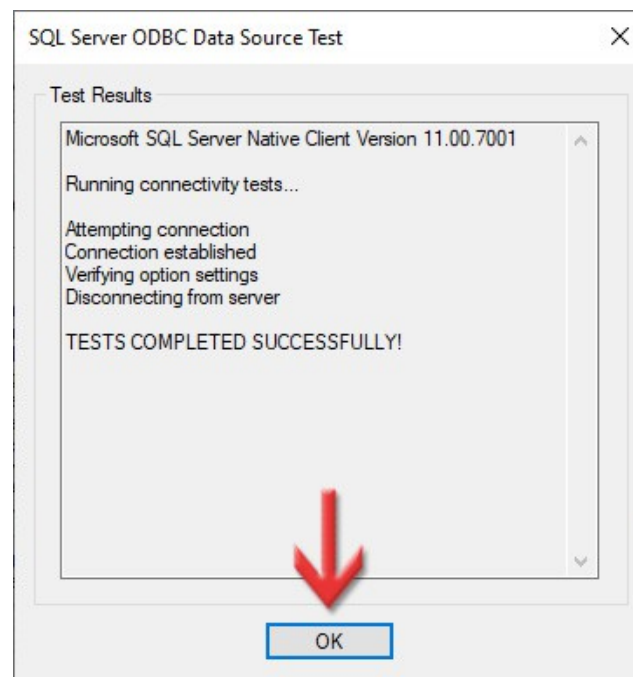 SQL Server ODBC Data Source Test
Test Results
Microsoft SQL Server Native Client Version 11.00.7001
Running connectivity tests...
Attempting connection
Connection established
Verifying option settings
Disconnecting from server
TESTS COMPLETED SUCCESSFULLY!
OK